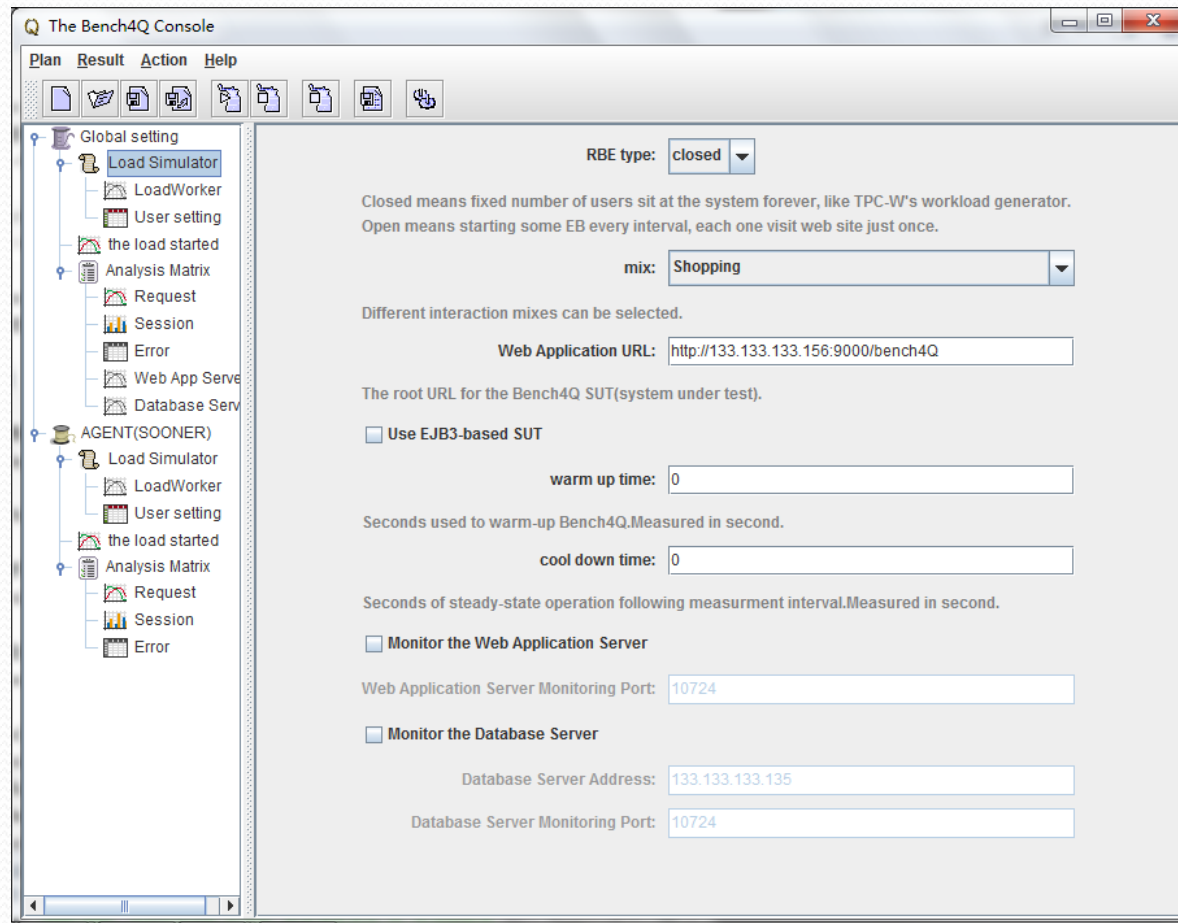 The Bench4Q Console
Plan Result Action Help
Global setting
Load Simulator
LoadWorker
User setting
the load started
Analysis Matrix
Request
Session
Error
Web App Serve
Database Serv
AGENT(SOONER)
Load Simulator
LoadWorker
User setting
the load started
Analysis Matrix
Request
Session
Error
RBE type: closed
Closed means fixed number of users sit at the system forever, like TPC-W's workload generator.
Open means starting some EB every interval, each one visit web site just once.
mix: Shopping
Different interaction mixes can be selected.
Web Application URL: http://133.133.133.156:9000/bench4Q
The root URL for the Bench4Q SUT(system under test).
Use EJB3-based SUT
warm up time: 0
Seconds used to warm-up Bench4Q.Measured in second.
cool down time: 0
Seconds of steady-state operation following measurment interval.Measured in second.
Monitor the Web Application Server
Web Application Server Monitoring Port: 10724
Monitor the Database Server
Database Server Address: 133.133.133.135
Database Server Monitoring Port: 10724